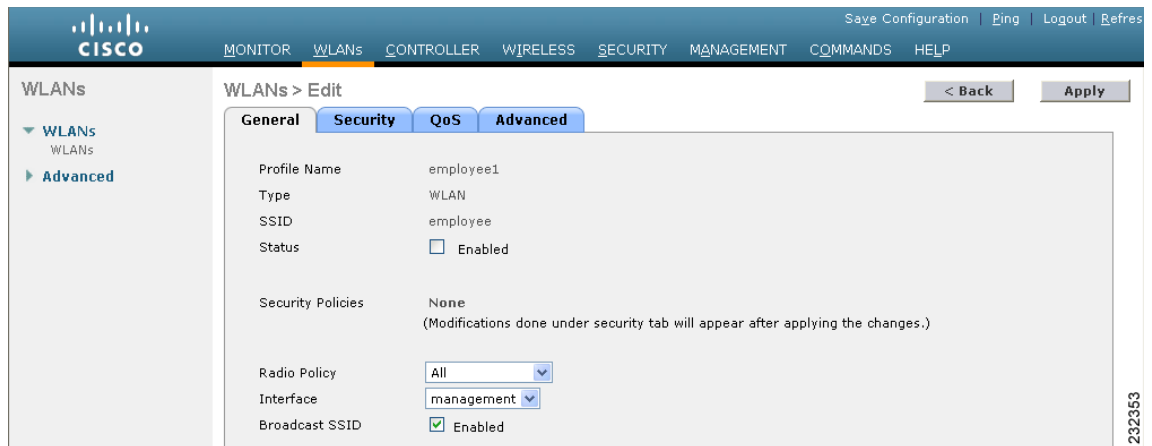 Save Configuration | Ping | Logout | Refres
CISCO
MONITOR WLANs CONTROLLER WIRELESS SECURITY MANAGEMENT COMMANDS HELP
WLANs
WLANs > Edit
< Back
Apply
General Security QoS Advanced
WLANs
WLANs
Advanced
Profile Name employee1
Type WLAN
SSID employee
Status Enabled
Security Policies None
(Modifications done under security tab will appear after applying the changes.)
Radio Policy All
Interface management
Broadcast SSID Enabled
232353